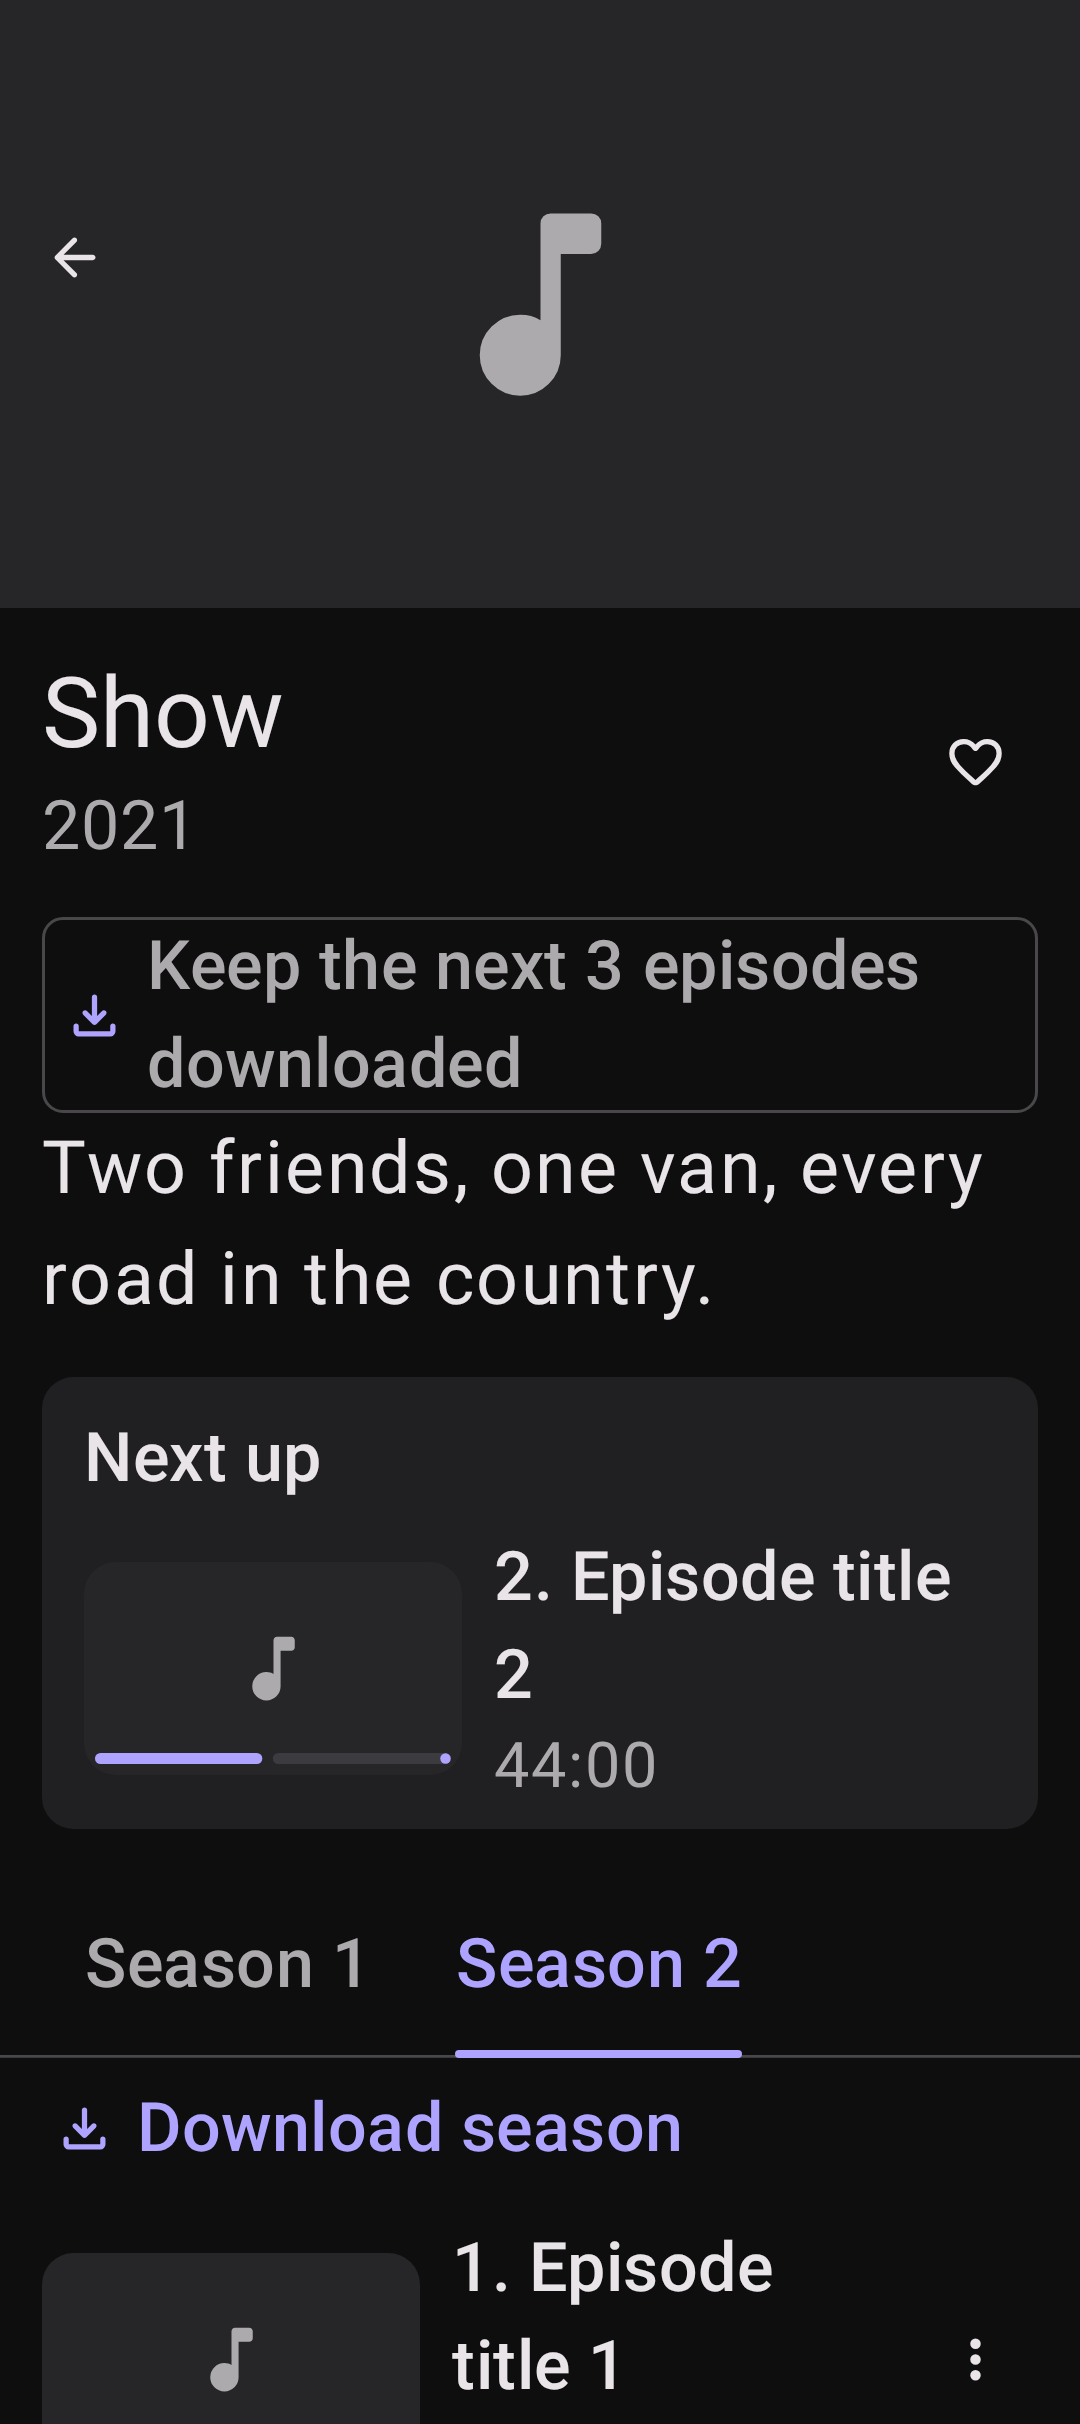 Show
2021
Keep the next 3 episodes
downloaded
Two friends, one van, every
road in the country.
Next up
2. Episode title
2
44:00
Season 1
Season 2
Download season
1. Episode
title 1